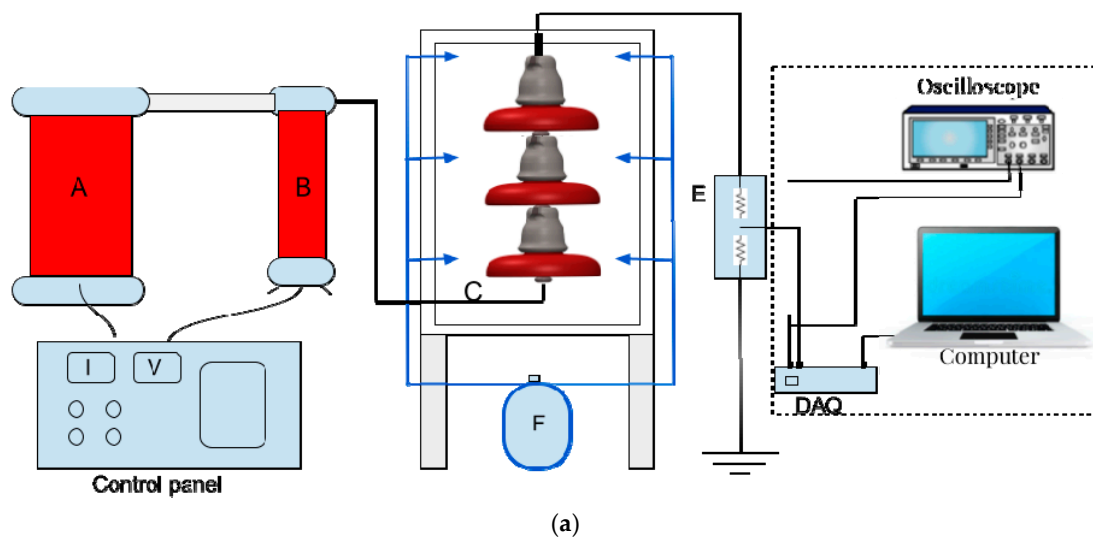 Oscilloscope
A
B
E
C
Computer
I
V
DAQ
F
Control panel
(a)